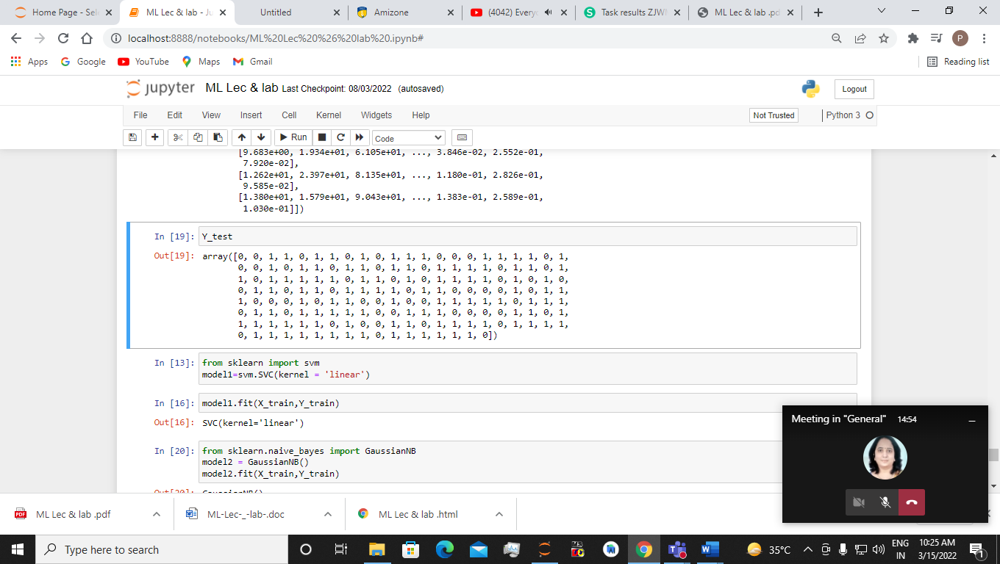 Home Page - Sel
ML Lec & lab - Ju
Untitled
Amizone
(4042) Every
Task results ZJW
ML Lec & lab .pd
localhost:8888/notebooks/ML%20Lec%20%26%20lab%20.ipynb#
P
Apps
Google
YouTube
Maps
Gmail
Reading list
jupyter
ML Lec & lab Last Checkpoint: 08/03/2022 (autosaved)
Logout
File Edit View Insert Cell Kernel Widgets Help
Not Trusted
Python 3
Run
Code
[9.683e+00, 1.934e+01, 6.105e+01, ..., 3.846e-02, 2.552e-01,
7.920e-02],
[1.262e+01, 2.397e+01, 8.135e+01, ..., 1.180e-01, 2.826e-01,
9.585e-02],
[1.380e+01, 1.579e+01, 9.043e+01, ..., 1.383e-01, 2.589e-01,
1.030e-01]])
In [19]: Y_test
Out[19]: array([0, 0, 1, 1, 0, 1, 1, 0, 1, 0, 1, 1, 1, 0, 0, 0, 1, 1, 1, 1, 0, 1,
0, 0, 1, 0, 1, 1, 0, 1, 1, 0, 1, 1, 0, 1, 1, 1, 1, 0, 1, 1, 0, 1,
1, 0, 1, 1, 1, 1, 1, 0, 1, 1, 0, 1, 0, 1, 1, 1, 1, 0, 1, 0, 1, 0,
0, 1, 1, 0, 1, 1, 0, 1, 1, 1, 1, 0, 1, 1, 0, 0, 0, 0, 1, 0, 1, 1,
1, 0, 0, 0, 1, 0, 1, 1, 0, 0, 1, 0, 0, 1, 1, 1, 1, 1, 0, 1, 1, 1,
0, 1, 1, 0, 1, 1, 1, 1, 1, 0, 0, 1, 1, 1, 0, 0, 0, 0, 1, 1, 0, 1,
1, 1, 1, 1, 1, 1, 0, 1, 0, 0, 1, 1, 0, 1, 1, 1, 1, 0, 1, 1, 1, 1,
0, 1, 1, 1, 1, 1, 1, 1, 1, 0, 1, 1, 1, 1, 1, 1, 0])
In [13]: from sklearn import svm
model1=svm.SVC(kernel = 'linear')
In [16]: model1.fit(X_train,Y_train)
Out[16]: SVC(kernel='linear')
In [20]: from sklearn.naive_bayes import GaussianNB
model2 = GaussianNB()
model2.fit(X_train,Y_train)
Out[20]: GaussianNB()
Meeting in "General" 14:54
PDF
ML Lec & lab .pdf
ML-Lec-_-lab-.doc
ML Lec & lab .html
Type here to search
35°C
ENG
IN
10:25 AM
3/15/2022
1